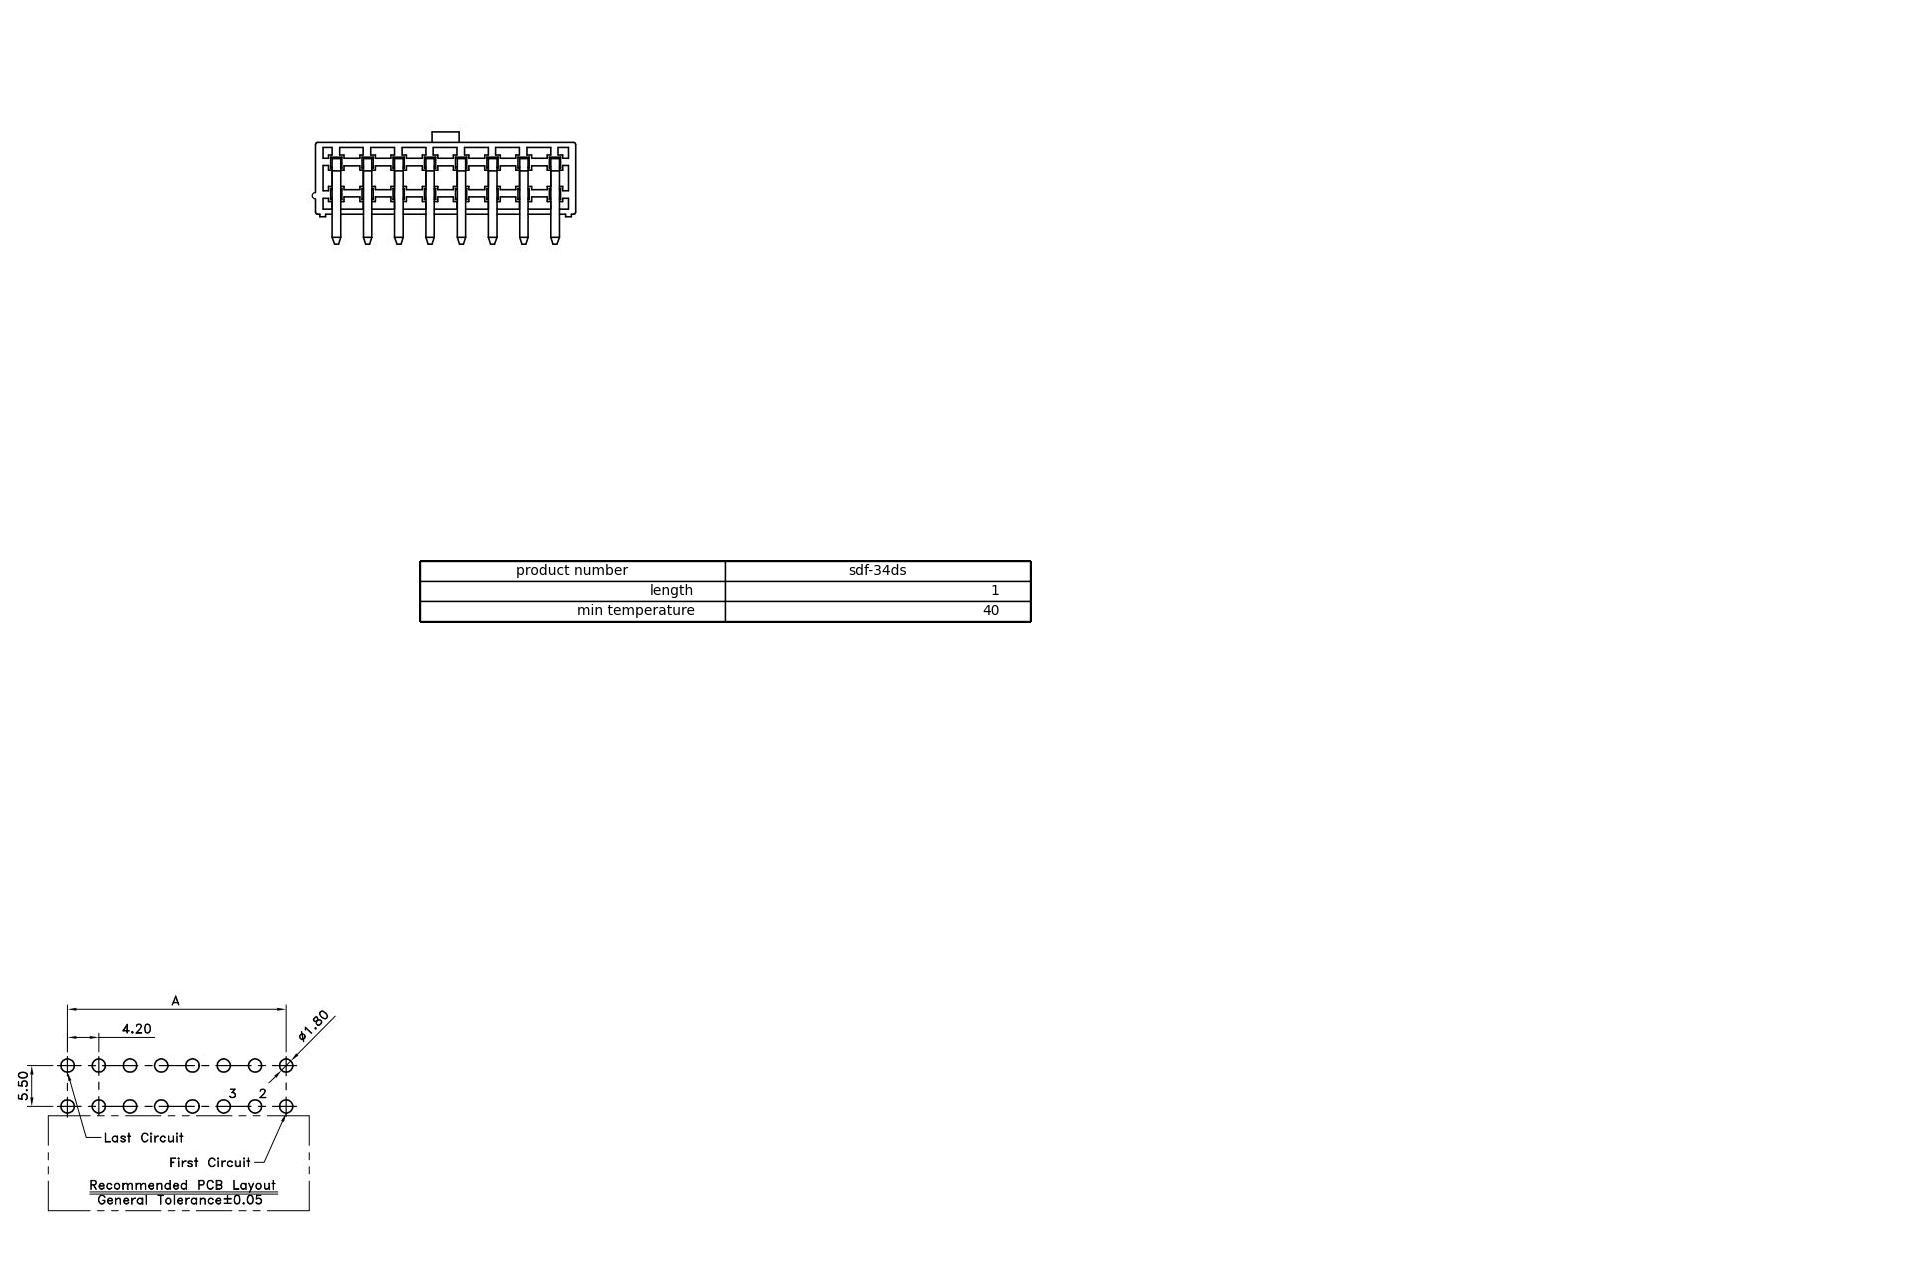 product number sdf-34ds
length 1
min temperature 40
A
4.20
ø1.80
5.50
3 2
Last Circuit
First Circuit
Recommended PCB Layout
General Tolerance±0.05